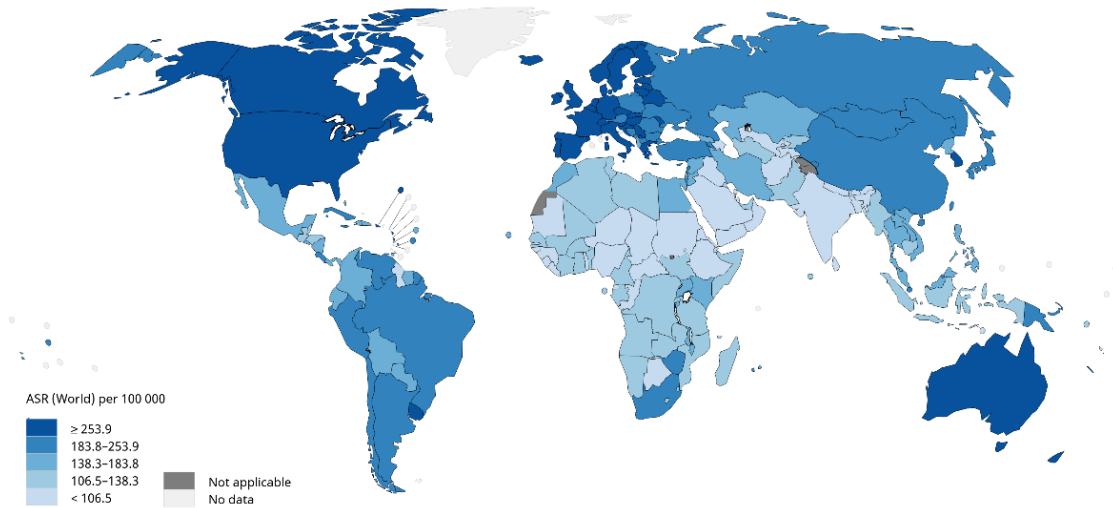 ASR (World) per 100 000
≥ 253.9
183.8–253.9
138.3–183.8
106.5–138.3
< 106.5
Not applicable
No data